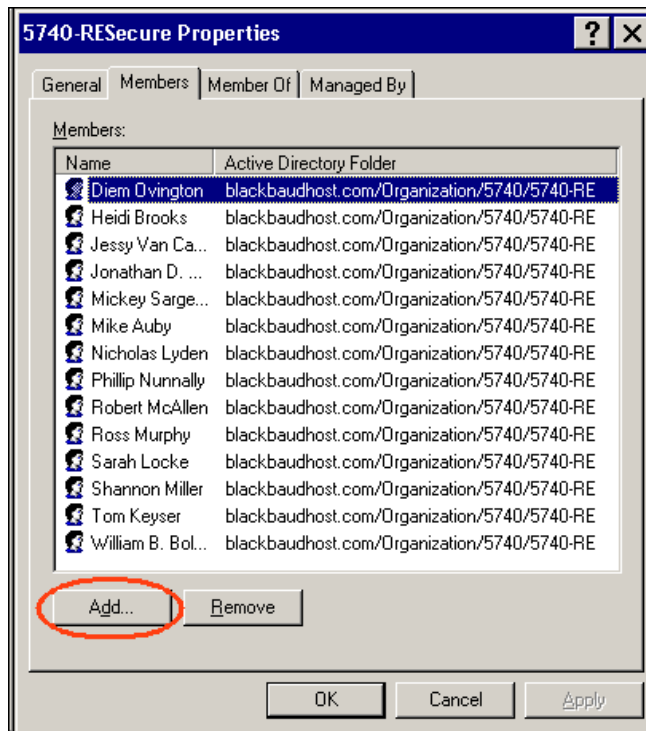 5740-RESecure Properties
General Members Member Of Managed By
Members:
Name Active Directory Folder
Diem Ovington blackbaudhost.com/Organization/5740/5740-RE
Heidi Brooks blackbaudhost.com/Organization/5740/5740-RE
Jessy Van Ca... blackbaudhost.com/Organization/5740/5740-RE
Jonathan D. ... blackbaudhost.com/Organization/5740/5740-RE
Mickey Sarge... blackbaudhost.com/Organization/5740/5740-RE
Mike Auby blackbaudhost.com/Organization/5740/5740-RE
Nicholas Lyden blackbaudhost.com/Organization/5740/5740-RE
Phillip Nunnally blackbaudhost.com/Organization/5740/5740-RE
Robert McAllen blackbaudhost.com/Organization/5740/5740-RE
Ross Murphy blackbaudhost.com/Organization/5740/5740-RE
Sarah Locke blackbaudhost.com/Organization/5740/5740-RE
Shannon Miller blackbaudhost.com/Organization/5740/5740-RE
Tom Keyser blackbaudhost.com/Organization/5740/5740-RE
William B. Bol... blackbaudhost.com/Organization/5740/5740-RE
Add... Remove
OK Cancel Apply